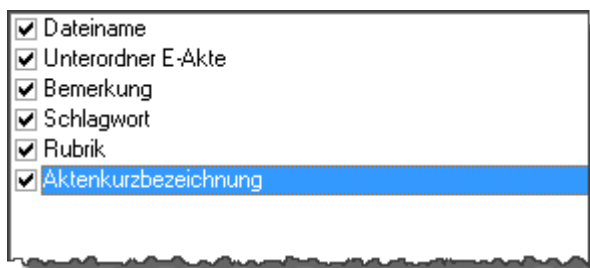 Dateiname
Unterordner E-Akte
Bemerkung
Schlagwort
Rubrik
Aktenkurzbezeichnung